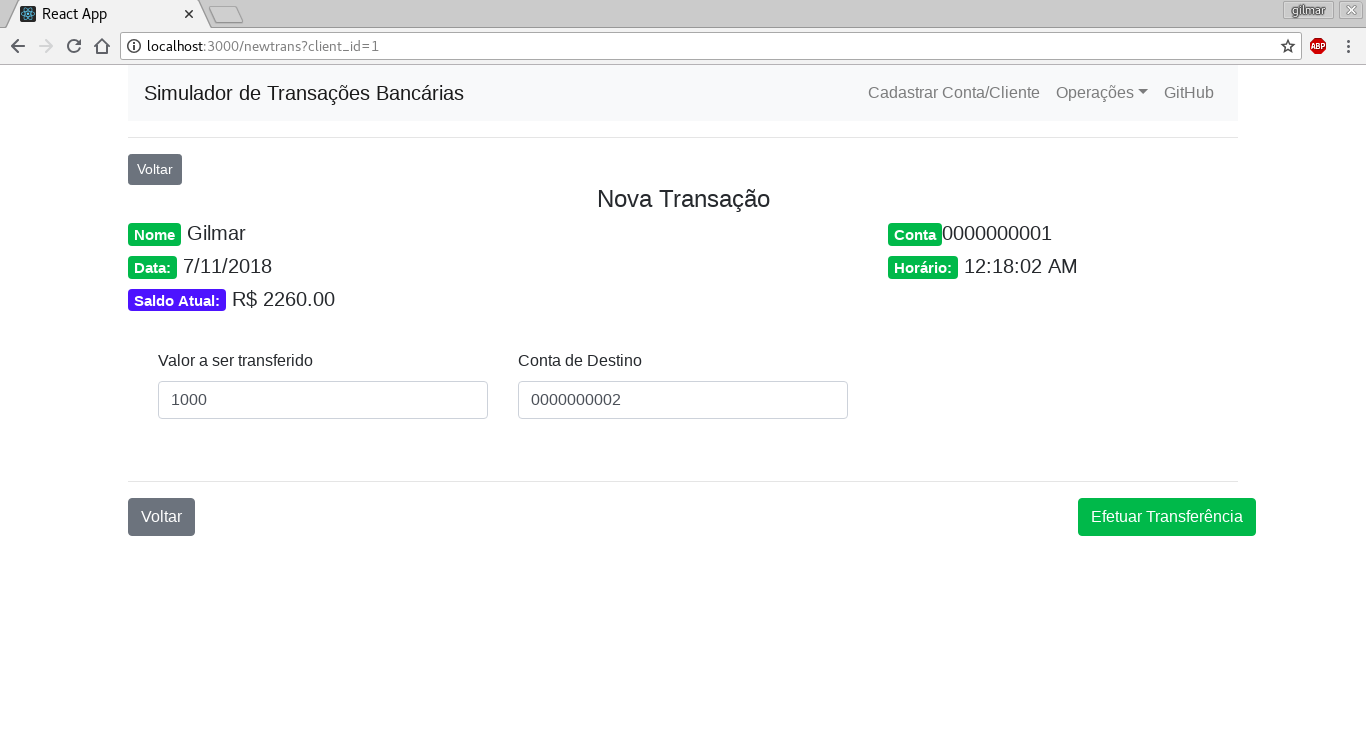 React App
gilmar
localhost:3000/newtrans?client_id=1
ABP
Simulador de Transações Bancárias Cadastrar Conta/Cliente Operações GitHub
Voltar
Nova Transação
Nome Gilmar Conta 0000000001
Data: 7/11/2018 Horário: 12:18:02 AM
Saldo Atual: R$ 2260.00
Valor a ser transferido Conta de Destino
1000 0000000002
Voltar Efetuar Transferência